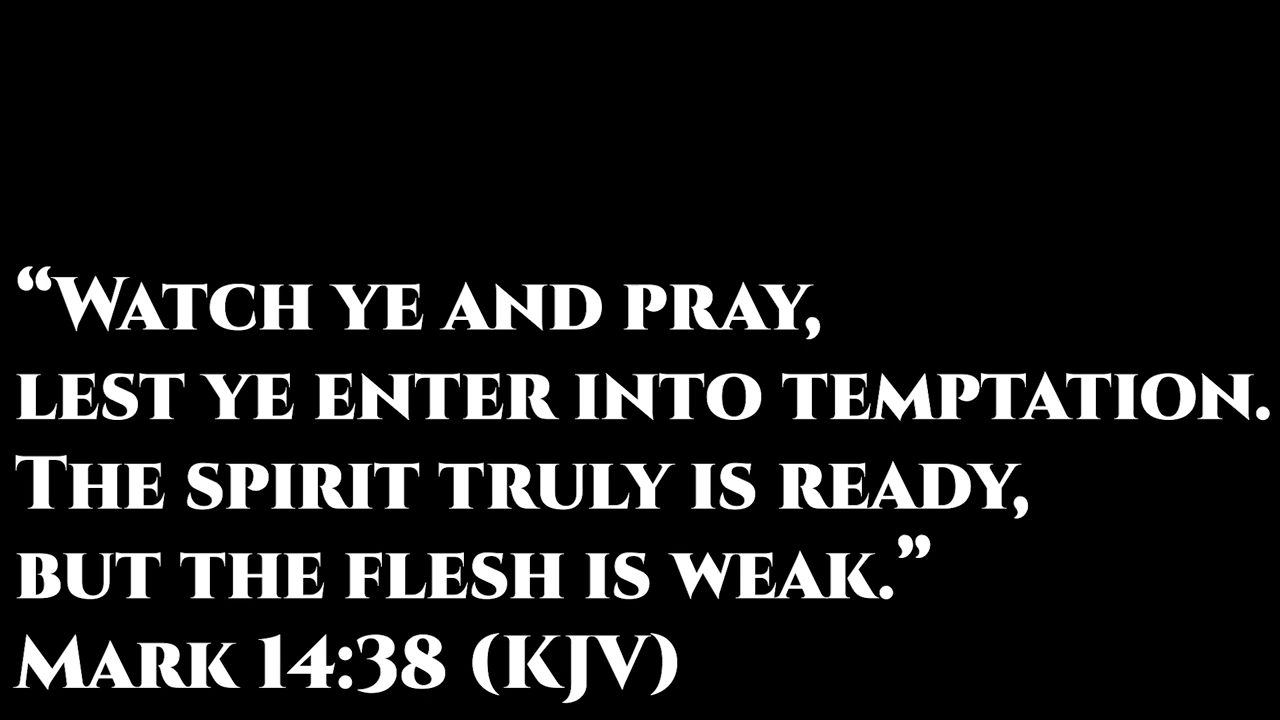 “Watch ye and pray,
lest ye enter into temptation.
The spirit truly is ready,
but the flesh is weak.”
Mark 14:38 (KJV)